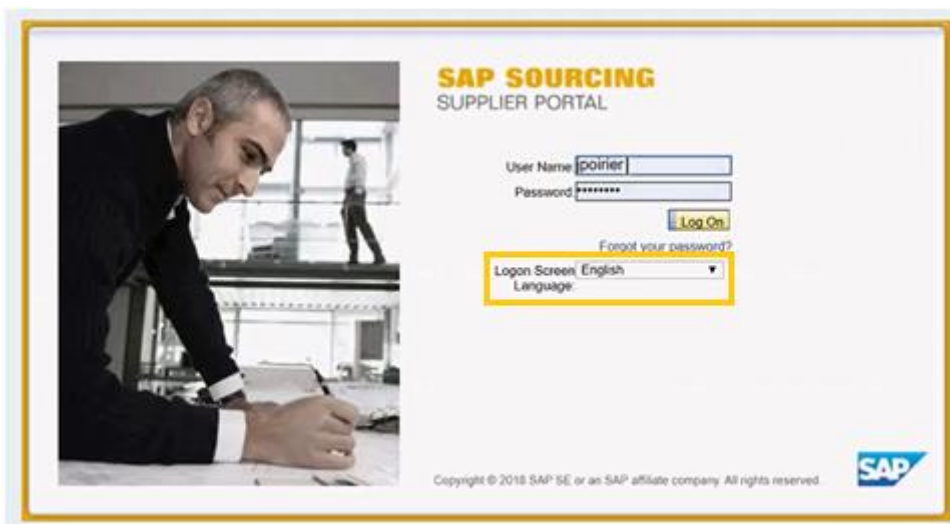 SAP SOURCING
SUPPLIER PORTAL
User Name: poirier
Password: ••••••••
Log On
Forgot your password?
Logon Screen English
Language:
Copyright © 2018 SAP SE or an SAP affiliate company. All rights reserved.
SAP